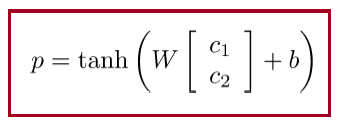 p = tanh ( W [ c₁ c₂ ] + b )